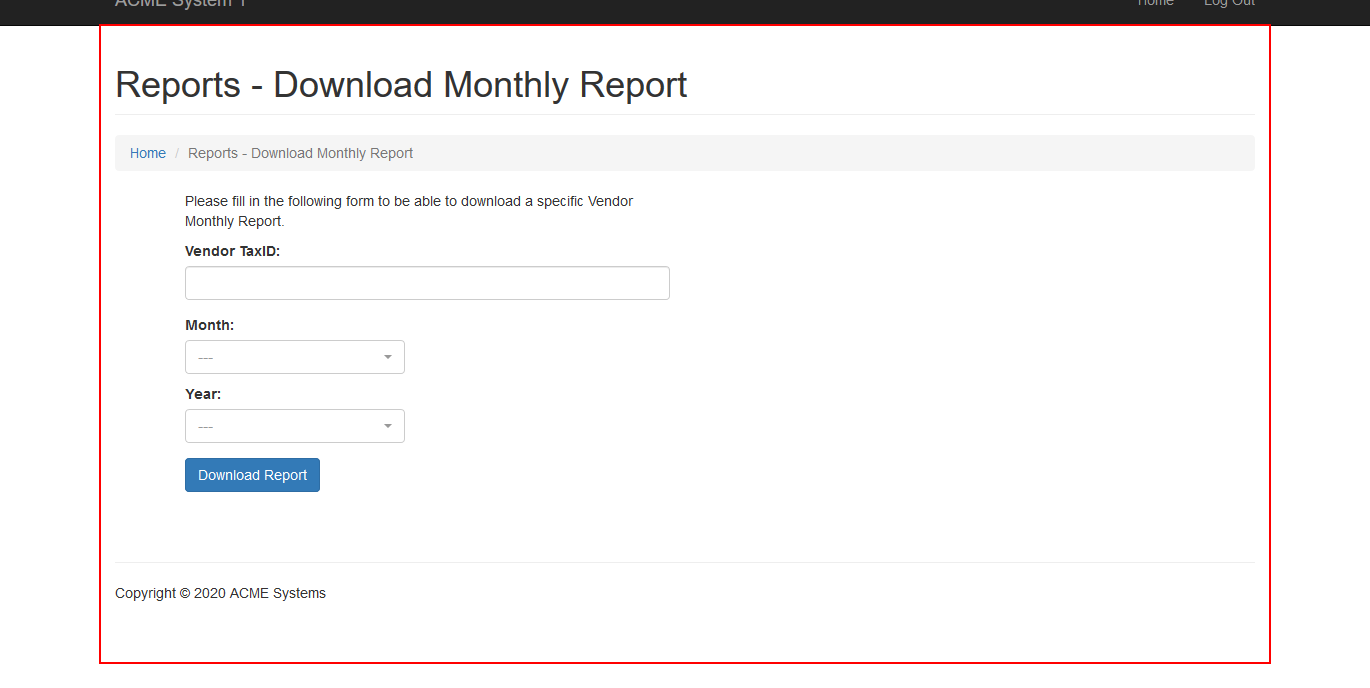 ACME System 1
Home Log Out
Reports - Download Monthly Report
Home / Reports - Download Monthly Report
Please fill in the following form to be able to download a specific Vendor
Monthly Report.
Vendor TaxID:
Month:
---
Year:
---
Download Report
Copyright © 2020 ACME Systems